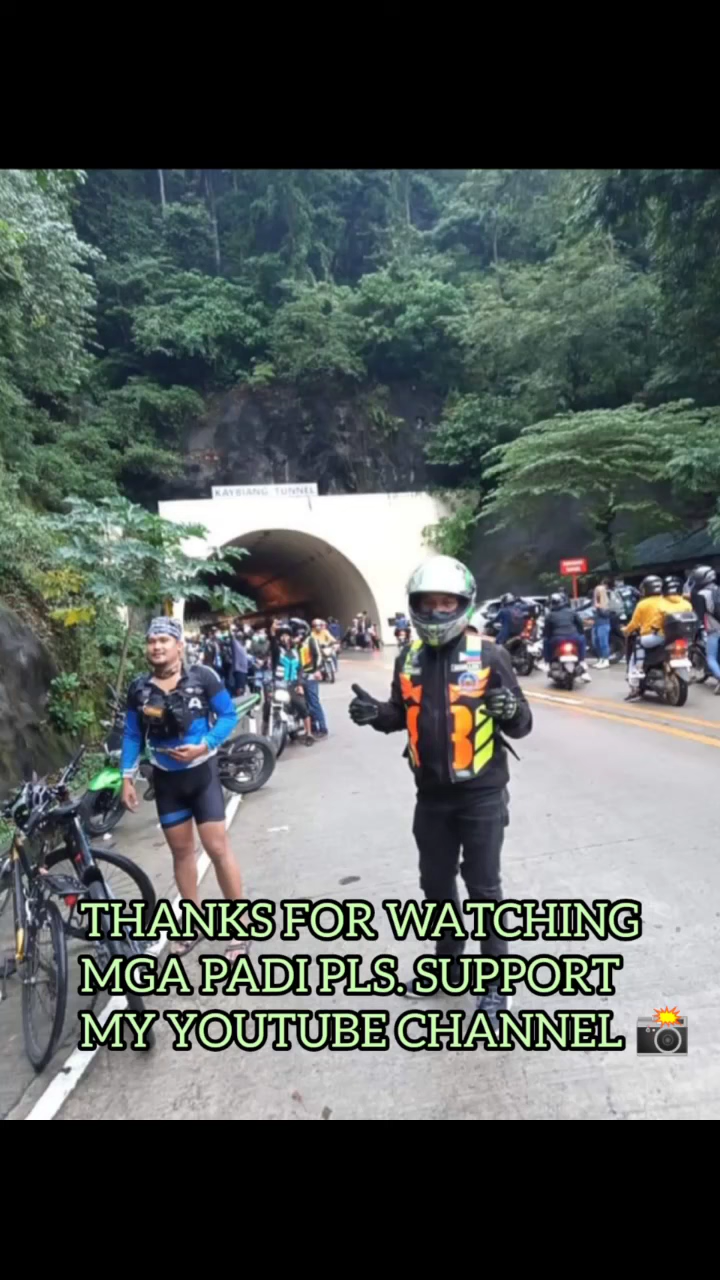 KAYBIANG TUNNEL
THANKS FOR WATCHING
MGA PADI PLS. SUPPORT
MY YOUTUBE CHANNEL 📸